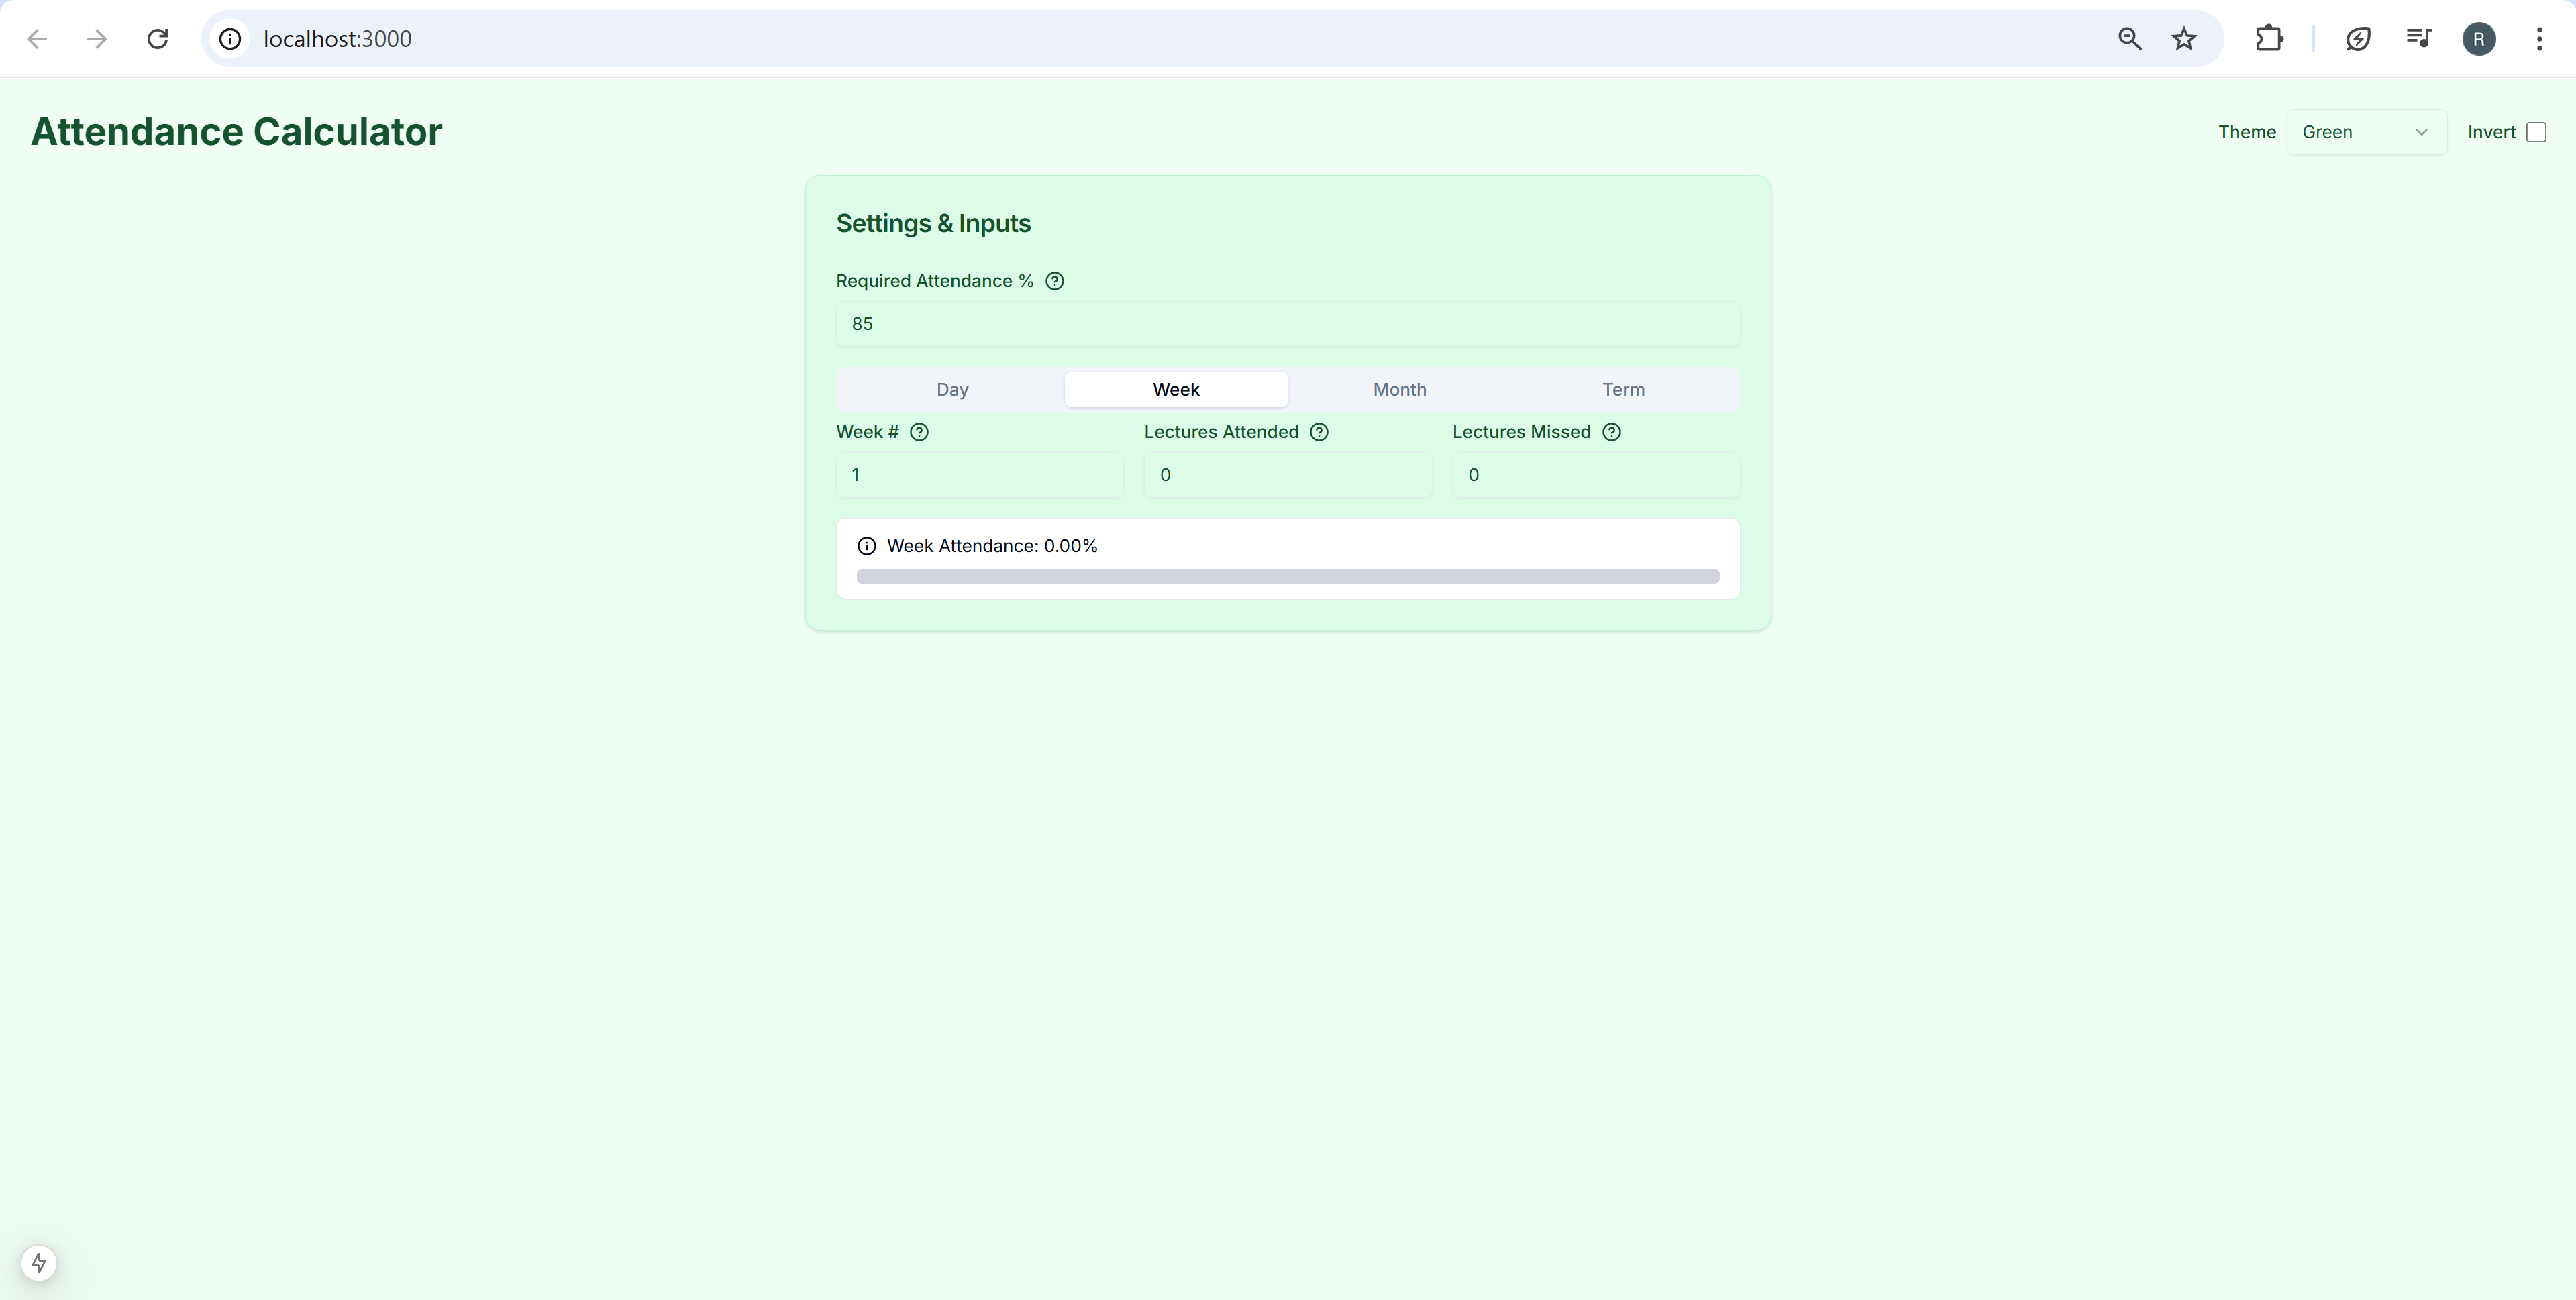 localhost:3000
R
Attendance Calculator
Theme Green Invert
Settings & Inputs
Required Attendance %
85
Day Week Month Term
Week # Lectures Attended Lectures Missed
1 0 0
Week Attendance: 0.00%